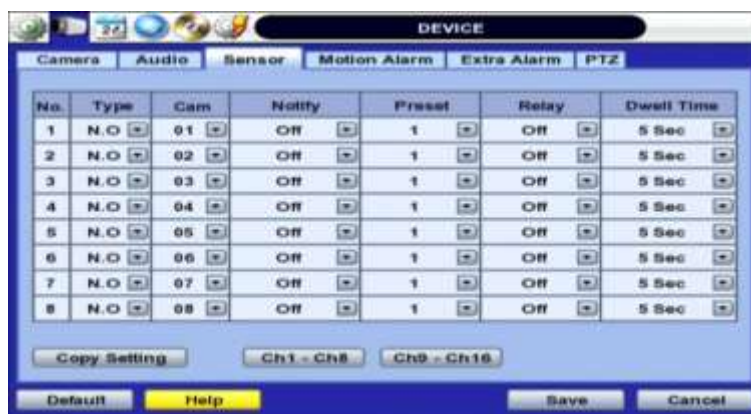 DEVICE
Camera Audio Sensor Motion Alarm Extra Alarm PTZ
No. Type Cam Notify Preset Relay Dwell Time
1 N.O 01 Off 1 Off 5 Sec
2 N.O 02 Off 1 Off 5 Sec
3 N.O 03 Off 1 Off 5 Sec
4 N.O 04 Off 1 Off 5 Sec
5 N.O 05 Off 1 Off 5 Sec
6 N.O 06 Off 1 Off 5 Sec
7 N.O 07 Off 1 Off 5 Sec
8 N.O 08 Off 1 Off 5 Sec
Copy Setting Ch1 - Ch8 Ch9 - Ch16
Default Help Save Cancel